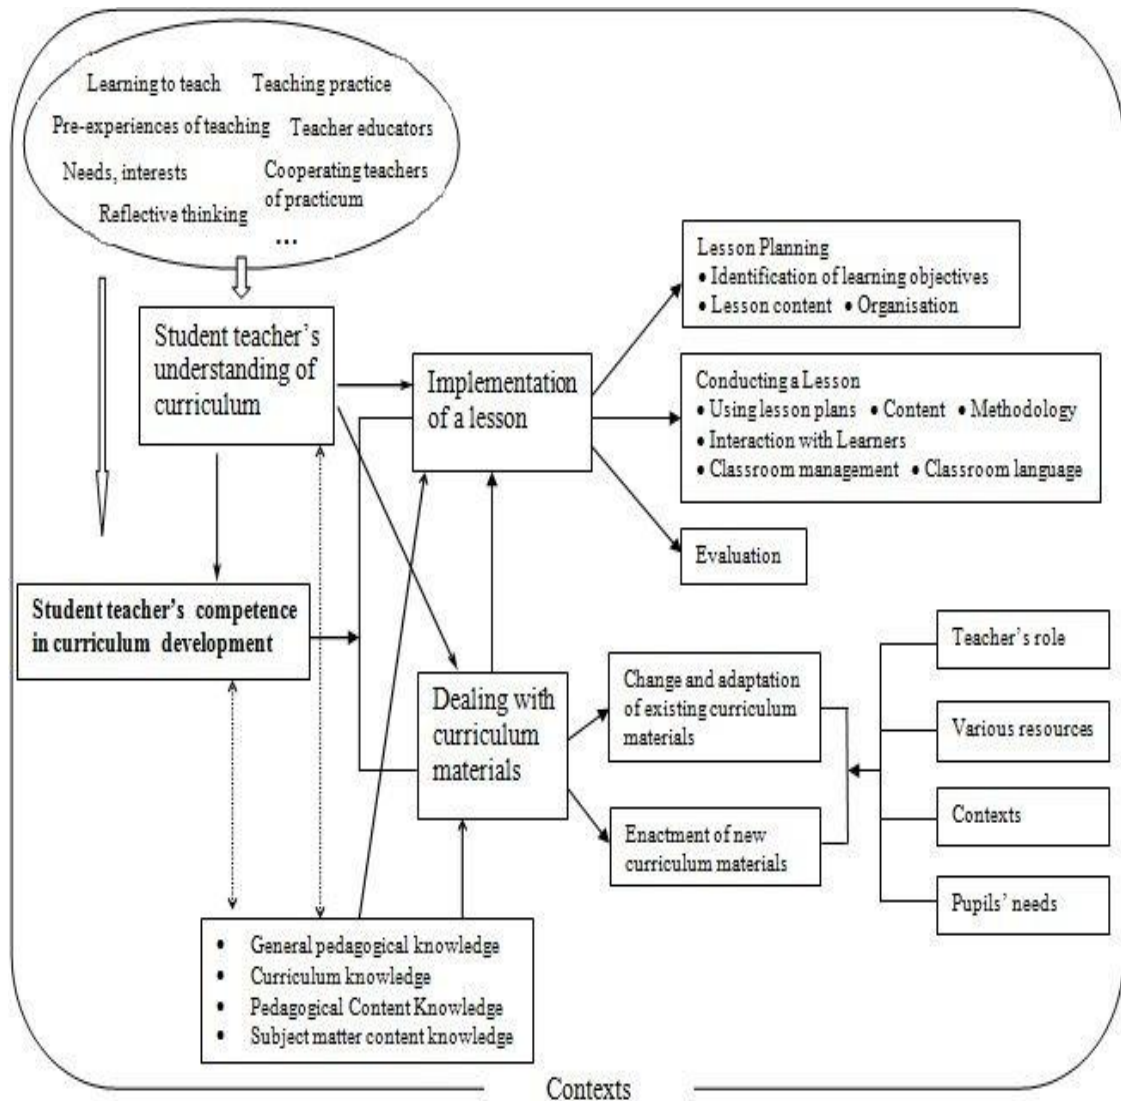 Learning to teach Teaching practice
Pre-experiences of teaching Teacher educators
Needs, interests Cooperating teachers
of practicum
Reflective thinking
...
Student teacher's
understanding of
curriculum
Student teacher's competence
in curriculum development
Implementation
of a lesson
Dealing with
curriculum
materials
Lesson Planning
• Identification of learning objectives
• Lesson content • Organisation
Conducting a Lesson
• Using lesson plans • Content • Methodology
• Interaction with Learners
• Classroom management • Classroom language
Evaluation
Change and adaptation
of existing curriculum
materials
Enactment of new
curriculum materials
Teacher's role
Various resources
Contexts
Pupils' needs
• General pedagogical knowledge
• Curriculum knowledge
• Pedagogical Content Knowledge
• Subject matter content knowledge
Contexts